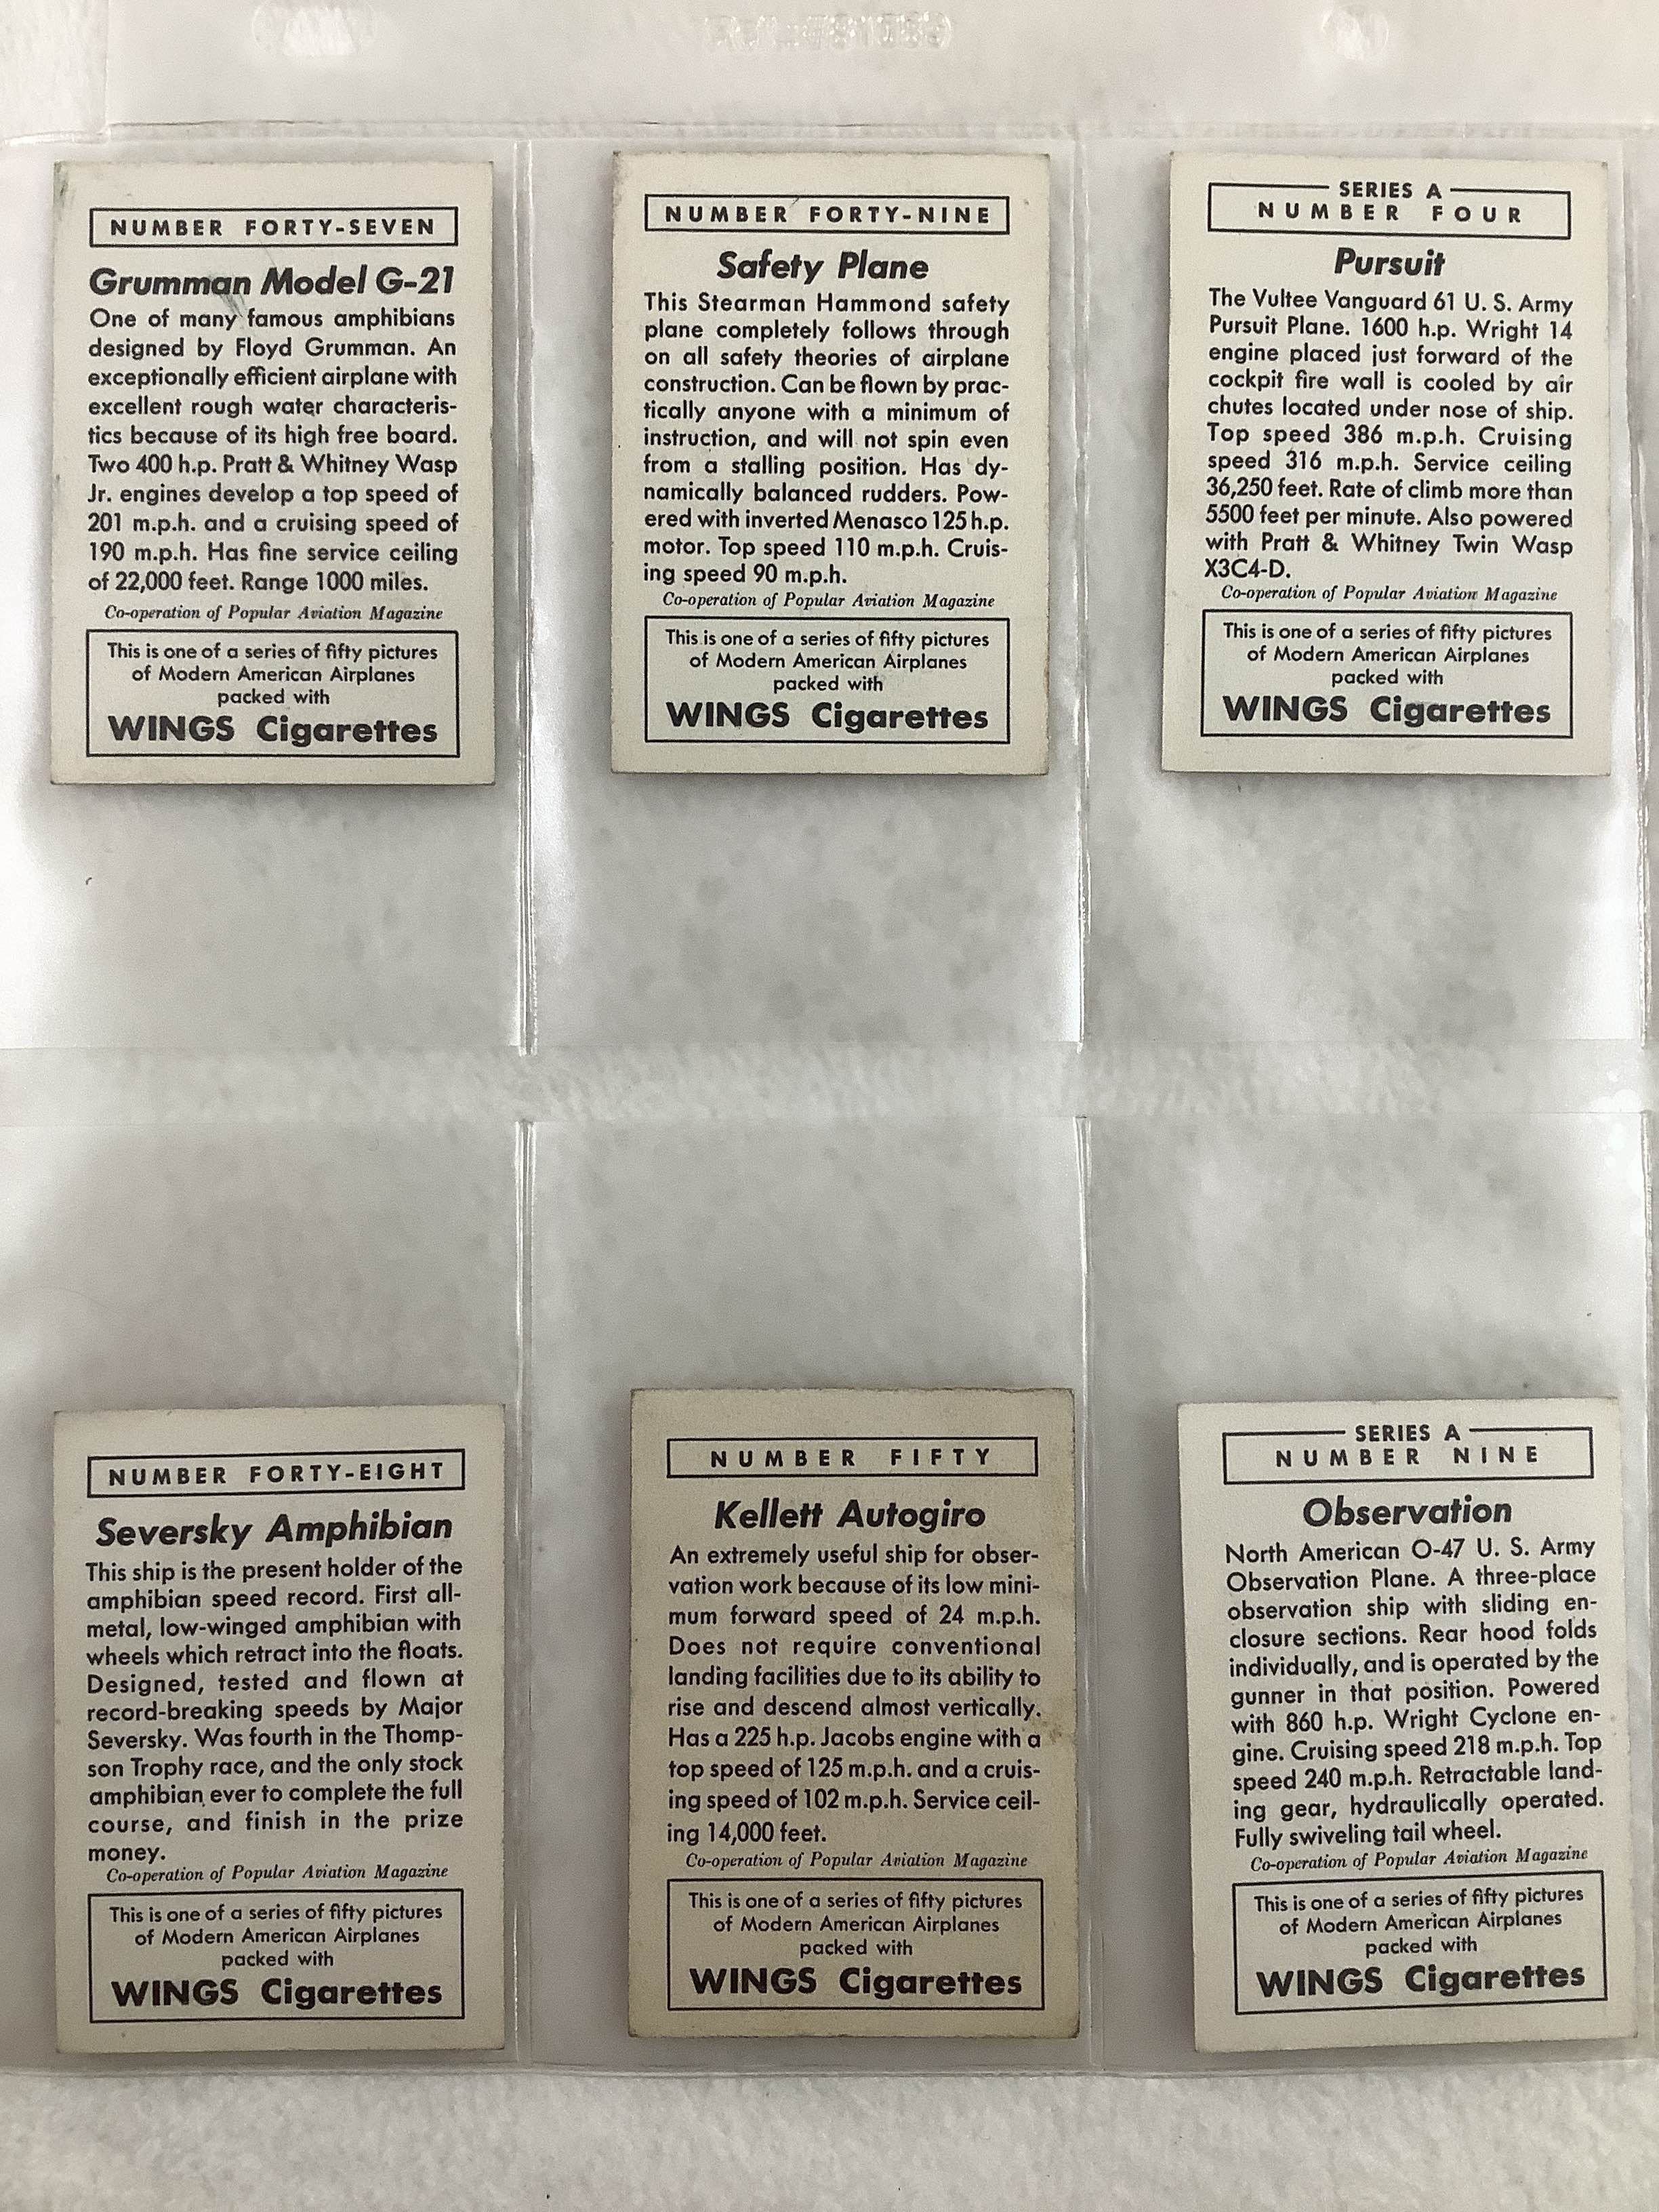 NUMBER FORTY-SEVEN
Grumman Model G-21
One of many famous amphibians
designed by Floyd Grumman. An
exceptionally efficient airplane with
excellent rough water characteris-
tics because of its high free board.
Two 400 h.p. Pratt & Whitney Wasp
Jr. engines develop a top speed of
201 m.p.h. and a cruising speed of
190 m.p.h. Has fine service ceiling
of 22,000 feet. Range 1000 miles.
Co-operation of Popular Aviation Magazine
This is one of a series of fifty pictures
of Modern American Airplanes
packed with
WINGS Cigarettes
NUMBER FORTY-NINE
Safety Plane
This Stearman Hammond safety
plane completely follows through
on all safety theories of airplane
construction. Can be flown by prac-
tically anyone with a minimum of
instruction, and will not spin even
from a stalling position. Has dy-
namically balanced rudders. Pow-
ered with inverted Menasco 125 h.p.
motor. Top speed 110 m.p.h. Cruis-
ing speed 90 m.p.h.
Co-operation of Popular Aviation Magazine
This is one of a series of fifty pictures
of Modern American Airplanes
packed with
WINGS Cigarettes
SERIES A
NUMBER FOUR
Pursuit
The Vultee Vanguard 61 U. S. Army
Pursuit Plane. 1600 h.p. Wright 14
engine placed just forward of the
cockpit fire wall is cooled by air
chutes located under nose of ship.
Top speed 386 m.p.h. Cruising
speed 316 m.p.h. Service ceiling
36,250 feet. Rate of climb more than
5500 feet per minute. Also powered
with Pratt & Whitney Twin Wasp
X3C4-D.
Co-operation of Popular Aviation Magazine
This is one of a series of fifty pictures
of Modern American Airplanes
packed with
WINGS Cigarettes
NUMBER FORTY-EIGHT
Seversky Amphibian
This ship is the present holder of the
amphibian speed record. First all-
metal, low-winged amphibian with
wheels which retract into the floats.
Designed, tested and flown at
record-breaking speeds by Major
Seversky. Was fourth in the Thomp-
son Trophy race, and the only stock
amphibian ever to complete the full
course, and finish in the prize
money.
Co-operation of Popular Aviation Magazine
This is one of a series of fifty pictures
of Modern American Airplanes
packed with
WINGS Cigarettes
NUMBER FIFTY
Kellett Autogiro
An extremely useful ship for obser-
vation work because of its low mini-
mum forward speed of 24 m.p.h.
Does not require conventional
landing facilities due to its ability to
rise and descend almost vertically.
Has a 225 h.p. Jacobs engine with a
top speed of 125 m.p.h. and a cruis-
ing speed of 102 m.p.h. Service ceil-
ing 14,000 feet.
Co-operation of Popular Aviation Magazine
This is one of a series of fifty pictures
of Modern American Airplanes
packed with
WINGS Cigarettes
SERIES A
NUMBER NINE
Observation
North American O-47 U. S. Army
Observation Plane. A three-place
observation ship with sliding en-
closure sections. Rear hood folds
individually, and is operated by the
gunner in that position. Powered
with 860 h.p. Wright Cyclone en-
gine. Cruising speed 218 m.p.h. Top
speed 240 m.p.h. Retractable land-
ing gear, hydraulically operated.
Fully swiveling tail wheel.
Co-operation of Popular Aviation Magazine
This is one of a series of fifty pictures
of Modern American Airplanes
packed with
WINGS Cigarettes